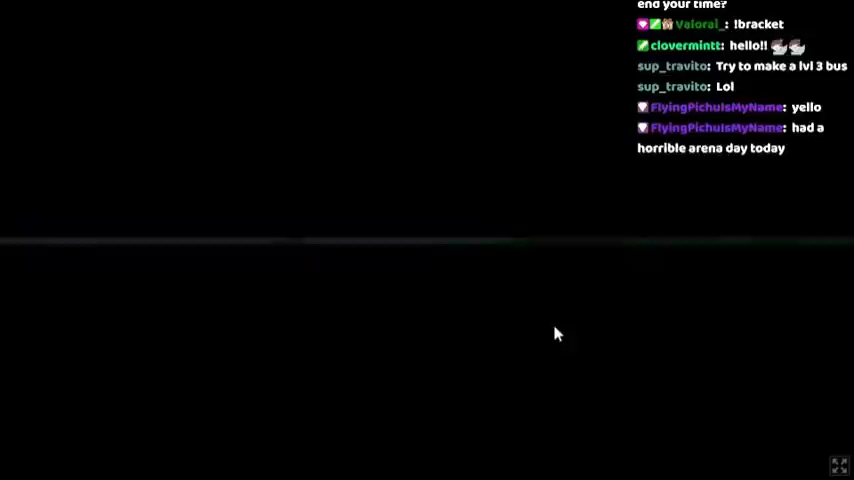 end your time?
Valorai_: !bracket
clovermintt: hello!!
sup_travito: Try to make a lvl 3 bus
sup_travito: Lol
FlyingPichuIsMyName: yello
FlyingPichuIsMyName: had a
horrible arena day today